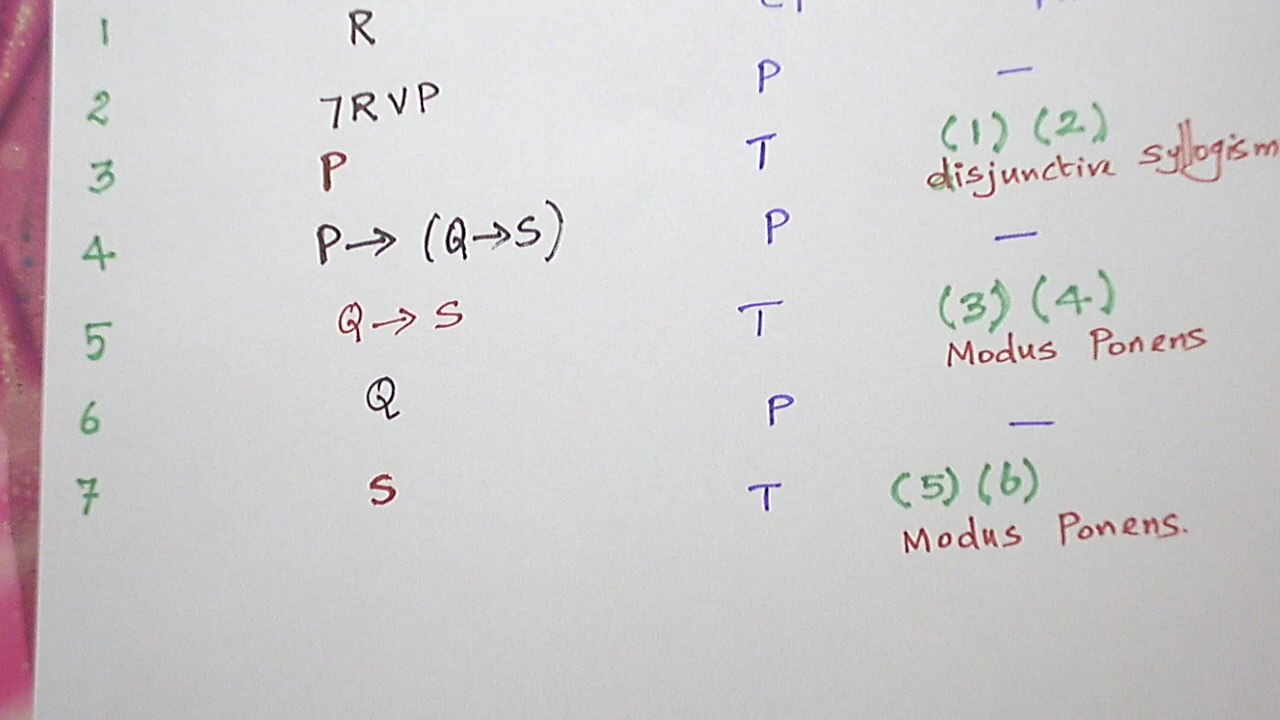 1 R
2 ⅂R V P P —
3 P T (1) (2) disjunctive syllogism
4 P → (Q → S) P —
5 Q → S T (3) (4) Modus Ponens
6 Q P —
7 S T (5) (6) Modus Ponens.